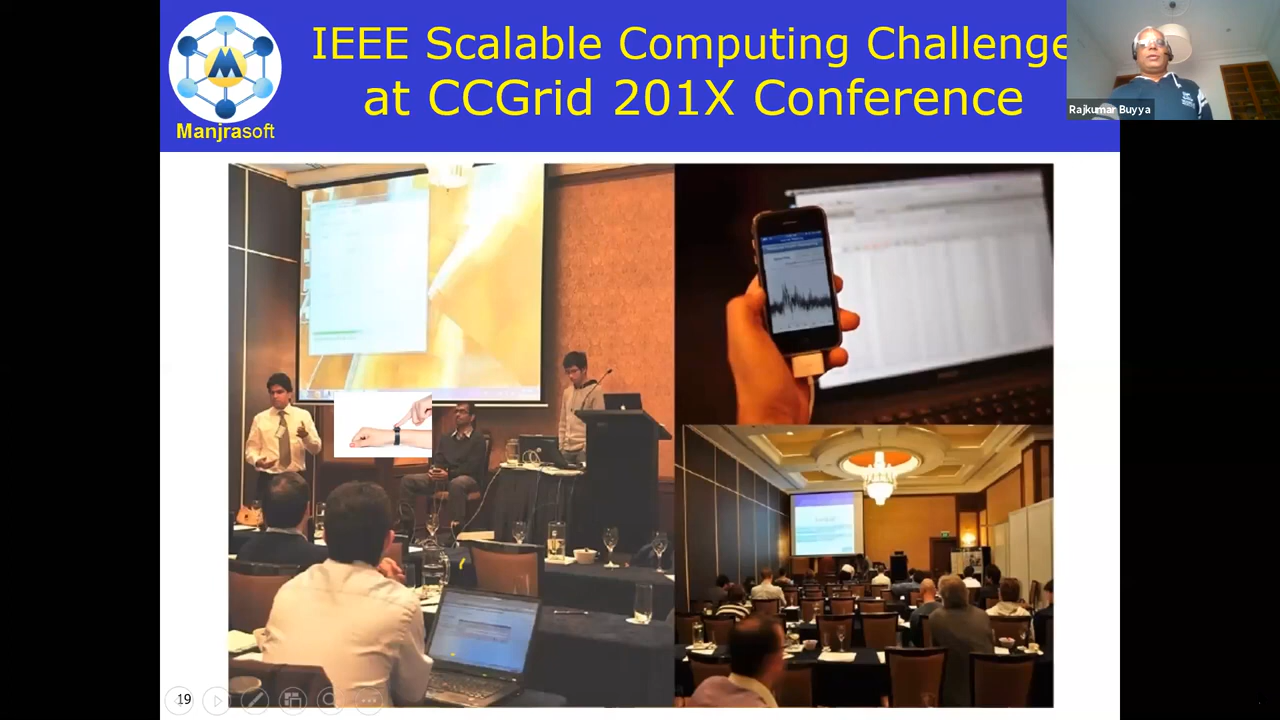 IEEE Scalable Computing Challenge
at CCGrid 201X Conference
Manjrasoft
Rajkumar Buyya
19